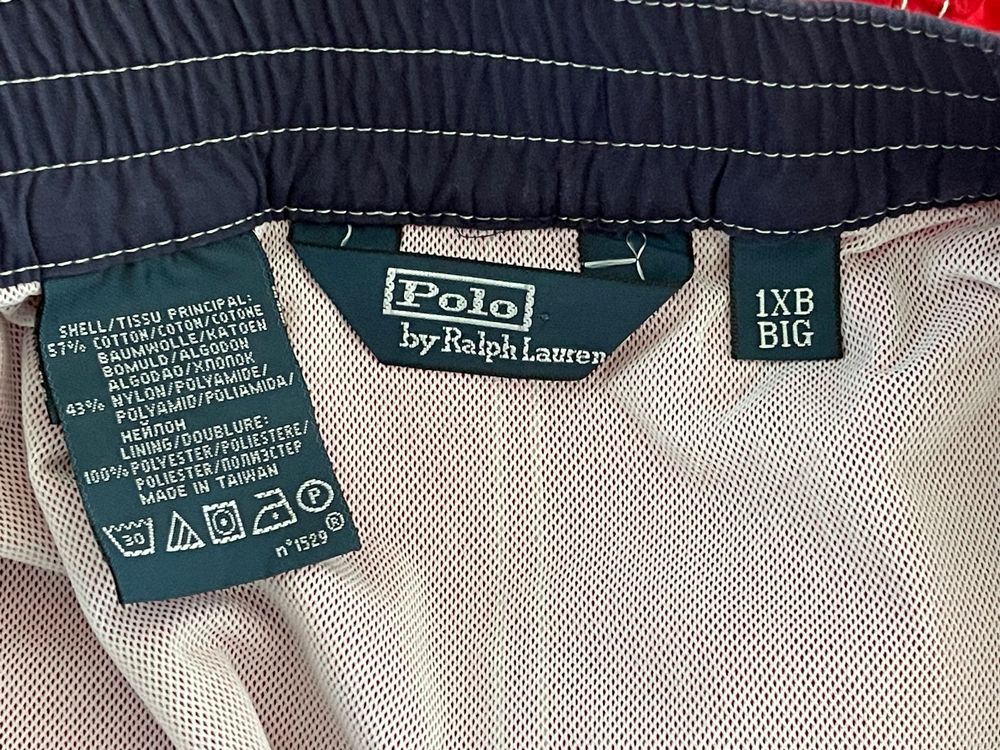 SHELL/TISSU PRINCIPAL:
57% COTTON/COTON/COTONE
BAUMWOLLE/KATOEN
BOMULD/ALGODON
ALGODAO/ХЛОПОК
43% NYLON/POLYAMIDE/
POLYAMID/POLIAMIDA/
НЕЙЛОН
LINING/DOUBLURE:
100% POLYESTER/POLIESTERE/
POLIESTER/ПОЛИЭСТЕР
MADE IN TAIWAN
30
P
n°1529®
Polo
by Ralph Lauren
1XB
BIG